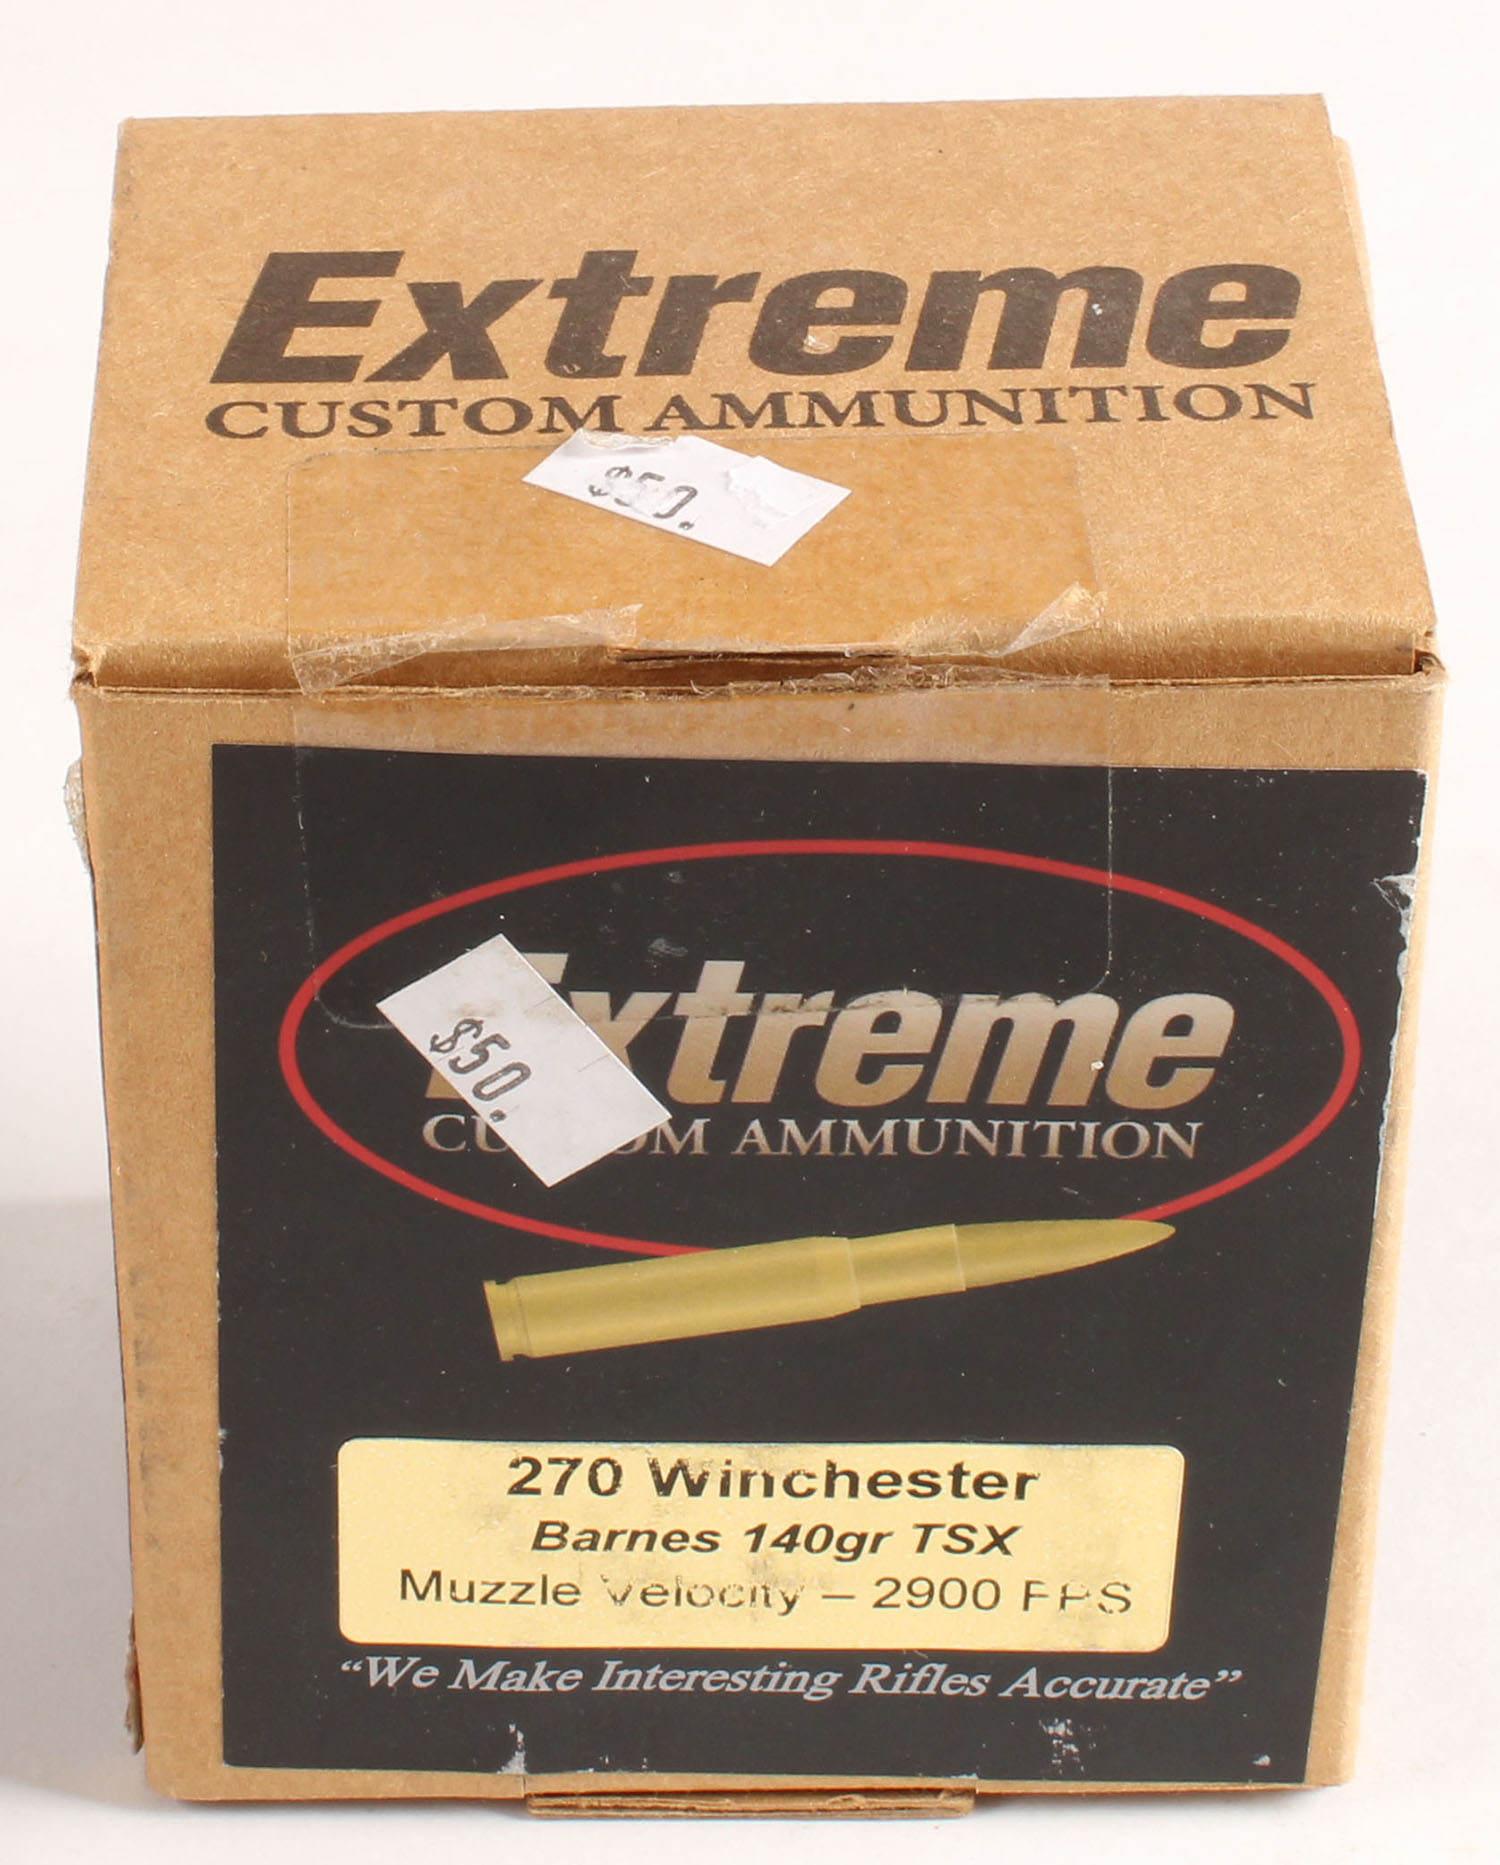 Extreme
CUSTOM AMMUNITION
$50.
Extreme
$50.
CUSTOM AMMUNITION
270 Winchester
Barnes 140gr TSX
Muzzle Velocity – 2900 FPS
“We Make Interesting Rifles Accurate”